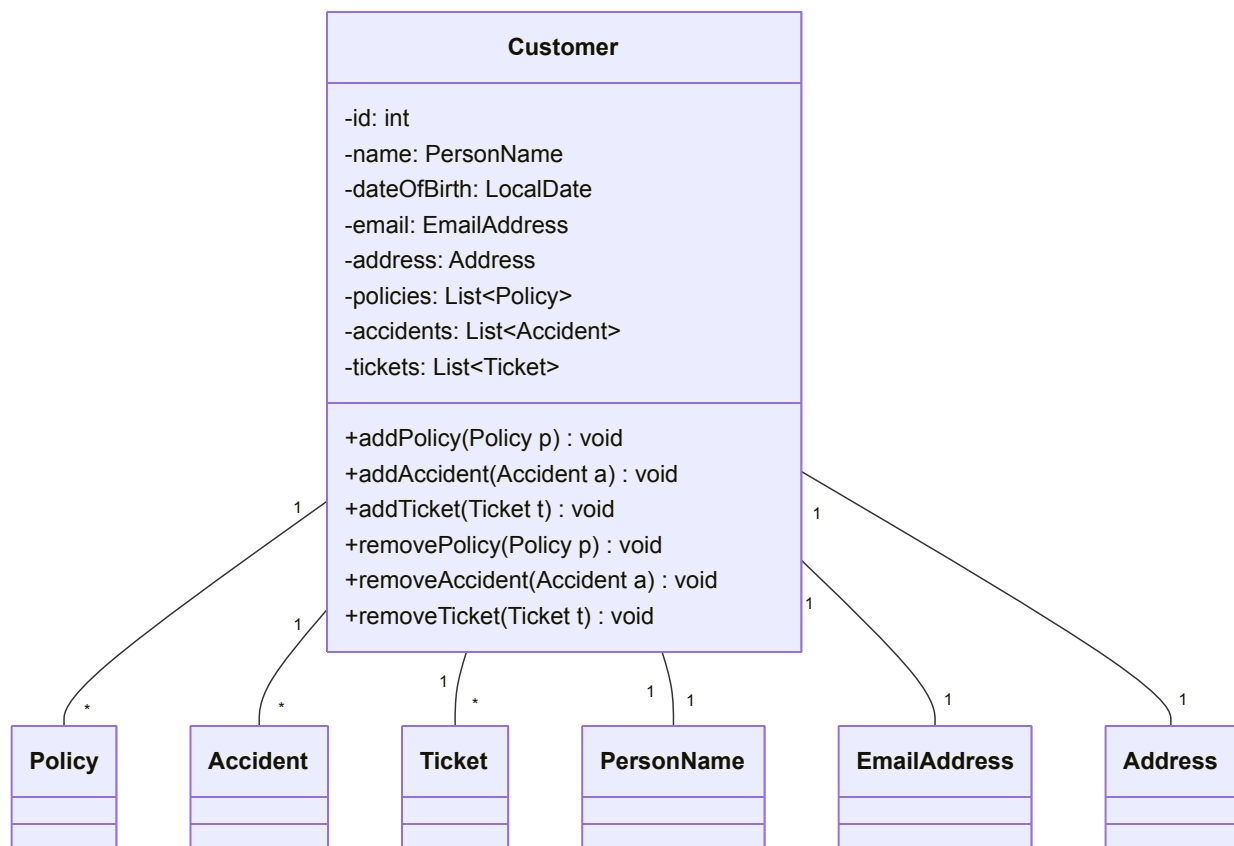 Customer
-id: int
-name: PersonName
-dateOfBirth: LocalDate
-email: EmailAddress
-address: Address
-policies: List<Policy>
-accidents: List<Accident>
-tickets: List<Ticket>
+addPolicy(Policy p) : void
+addAccident(Accident a) : void
+addTicket(Ticket t) : void
+removePolicy(Policy p) : void
+removeAccident(Accident a) : void
+removeTicket(Ticket t) : void
1
1
1
1
1
1
*
*
*
1
1
1
Policy
Accident
Ticket
PersonName
EmailAddress
Address